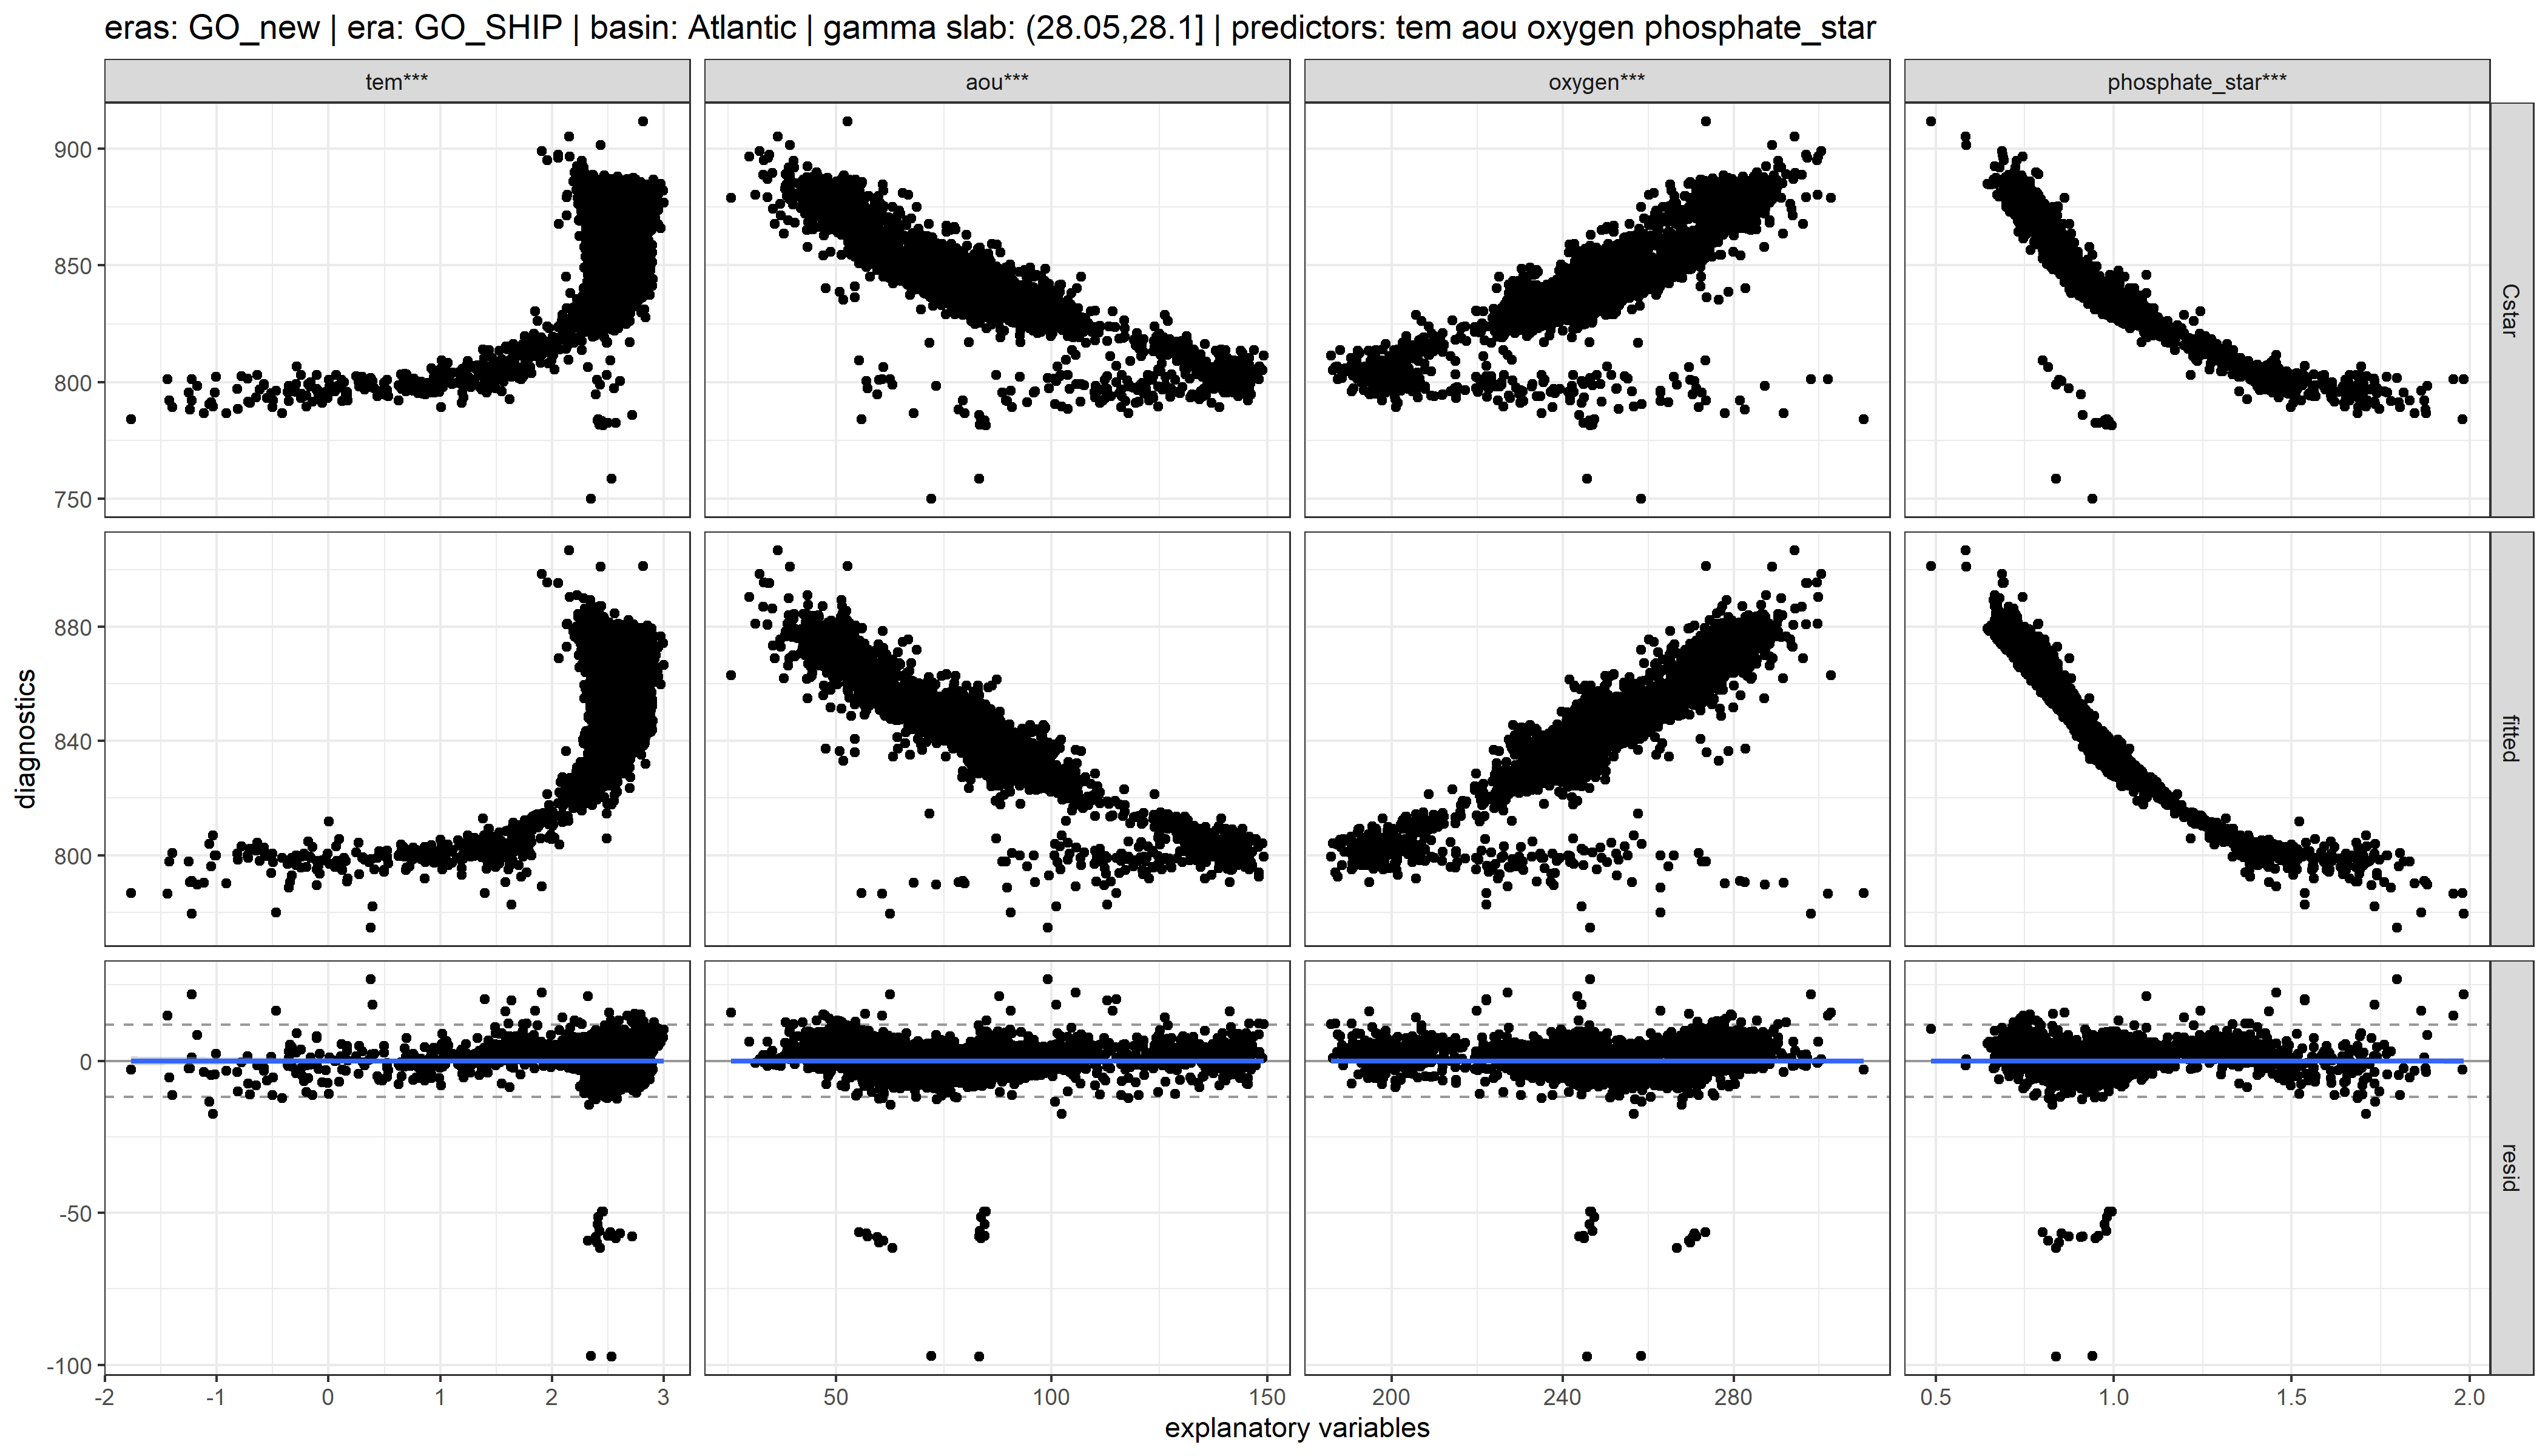 eras: GO_new | era: GO_SHIP | basin: Atlantic | gamma slab: (28.05,28.1] | predictors: tem aou oxygen phosphate_star
tem***
aou***
oxygen***
phosphate_star***
900
850
800
750
Cstar
880
840
800
fitted
0
-50
-100
resid
diagnostics
-2 -1 0 1 2 3
50 100 150
200 240 280
0.5 1.0 1.5 2.0
explanatory variables